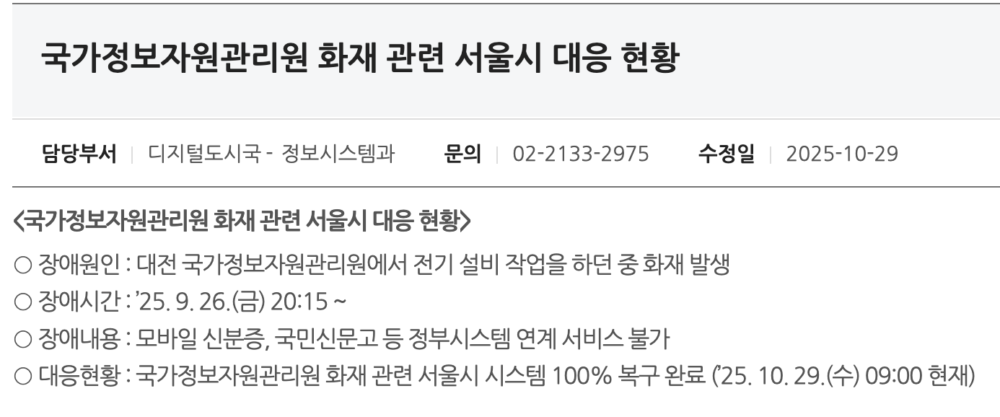 국가정보자원관리원 화재 관련 서울시 대응 현황
담당부서 | 디지털도시국 - 정보시스템과 문의 | 02-2133-2975 수정일 | 2025-10-29
<국가정보자원관리원 화재 관련 서울시 대응 현황>
○ 장애원인 : 대전 국가정보자원관리원에서 전기 설비 작업을 하던 중 화재 발생
○ 장애시간 : ’25. 9. 26.(금) 20:15 ~
○ 장애내용 : 모바일 신분증, 국민신문고 등 정부시스템 연계 서비스 불가
○ 대응현황 : 국가정보자원관리원 화재 관련 서울시 시스템 100% 복구 완료 (’25. 10. 29.(수) 09:00 현재)